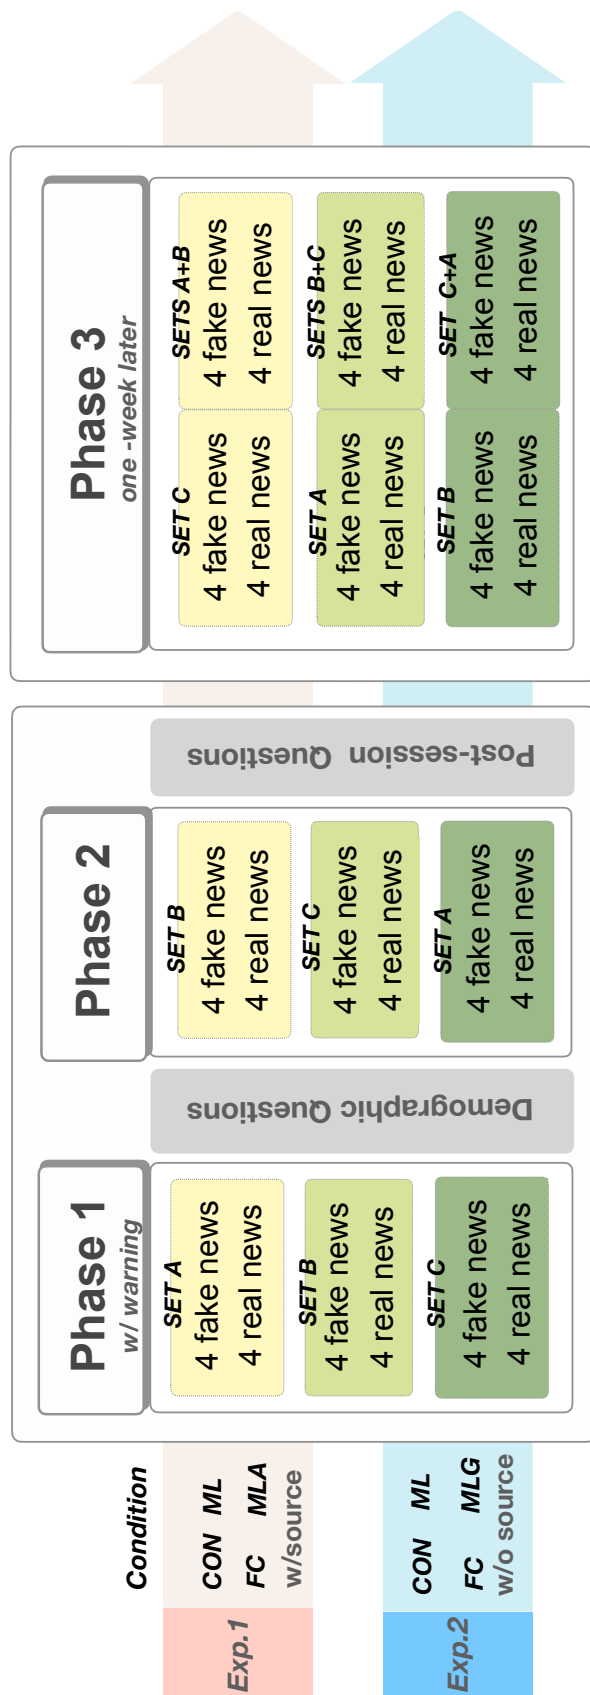 Condition
Exp.1
CON ML
FC MLA
w/source
Exp.2
CON ML
FC MLG
w/o source
Phase 1
w/ warning
SET A
4 fake news
4 real news
SET B
4 fake news
4 real news
SET C
4 fake news
4 real news
Demographic Questions
Phase 2
SET B
4 fake news
4 real news
SET C
4 fake news
4 real news
SET A
4 fake news
4 real news
Post-session Questions
Phase 3
one -week later
SET C
4 fake news
4 real news
SETS A+B
4 fake news
4 real news
SET A
4 fake news
4 real news
SETS B+C
4 fake news
4 real news
SET B
4 fake news
4 real news
SET C+A
4 fake news
4 real news